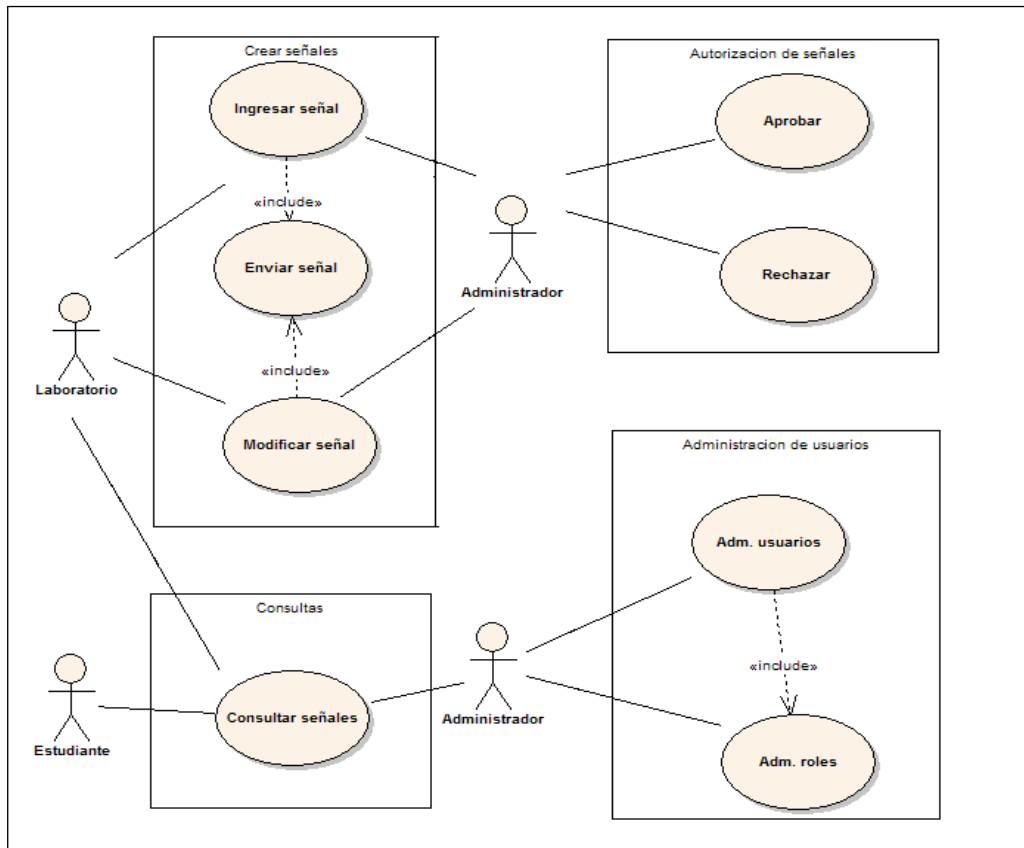 Crear señales
Ingresar señal
«include»
Enviar señal
«include»
Modificar señal
Autorizacion de señales
Aprobar
Rechazar
Administrador
Laboratorio
Administracion de usuarios
Adm. usuarios
«include»
Adm. roles
Consultas
Consultar señales
Administrador
Estudiante